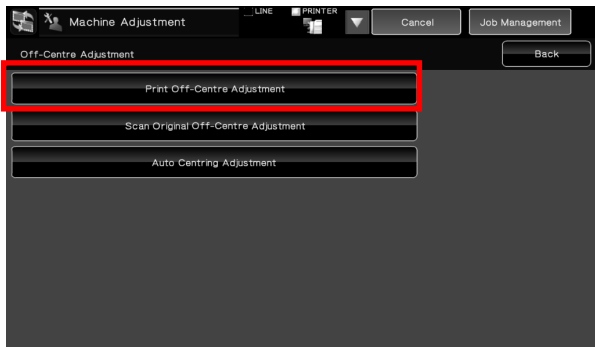 LINE PRINTER
Machine Adjustment Cancel Job Management
Off-Centre Adjustment Back
Print Off-Centre Adjustment
Scan Original Off-Centre Adjustment
Auto Centring Adjustment